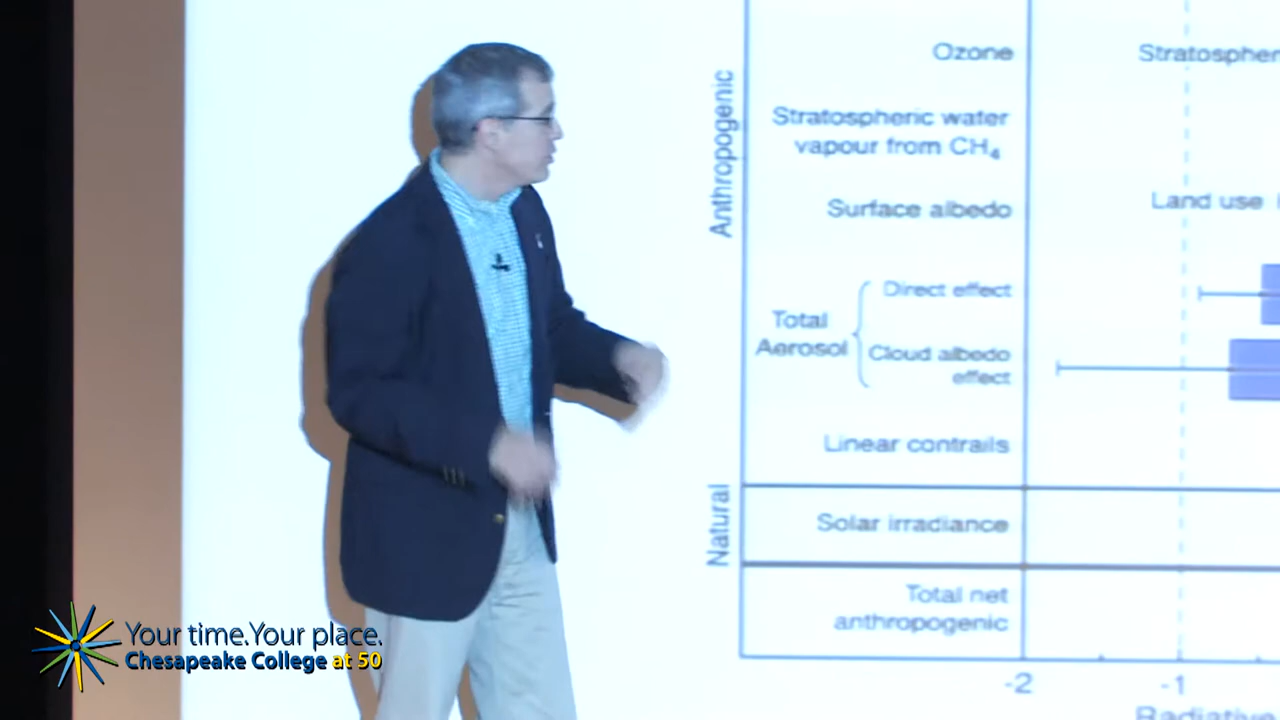 Anthropogenic
Ozone
Stratospher
Stratospheric water
vapour from CH₄
Surface albedo
Land use
Total
Aerosol
Direct effect
Cloud albedo
effect
Linear contrails
Natural
Solar irradiance
Total net
anthropogenic
-2 -1
Radiative
Your time. Your place.
Chesapeake College at 50